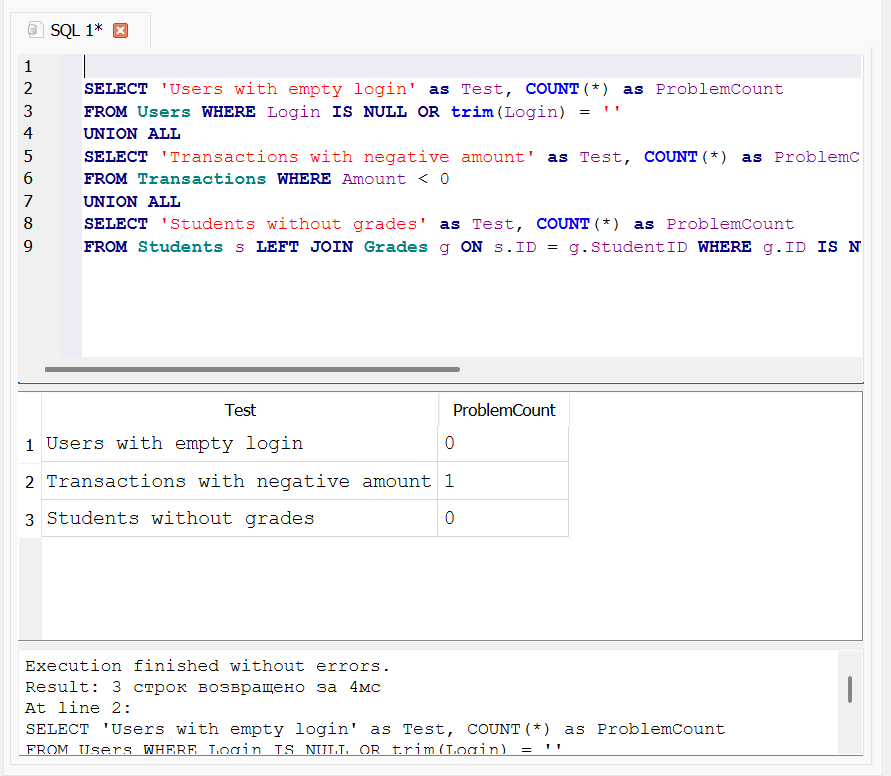 SQL 1*
1
2 SELECT 'Users with empty login' as Test, COUNT(*) as ProblemCount
3 FROM Users WHERE Login IS NULL OR trim(Login) = ''
4 UNION ALL
5 SELECT 'Transactions with negative amount' as Test, COUNT(*) as ProblemC
6 FROM Transactions WHERE Amount < 0
7 UNION ALL
8 SELECT 'Students without grades' as Test, COUNT(*) as ProblemCount
9 FROM Students s LEFT JOIN Grades g ON s.ID = g.StudentID WHERE g.ID IS N
Test ProblemCount
1 Users with empty login 0
2 Transactions with negative amount 1
3 Students without grades 0
Execution finished without errors.
Result: 3 строк возвращено за 4мс
At line 2:
SELECT 'Users with empty login' as Test, COUNT(*) as ProblemCount
FROM Users WHERE Login IS NULL OR trim(Login) = ''